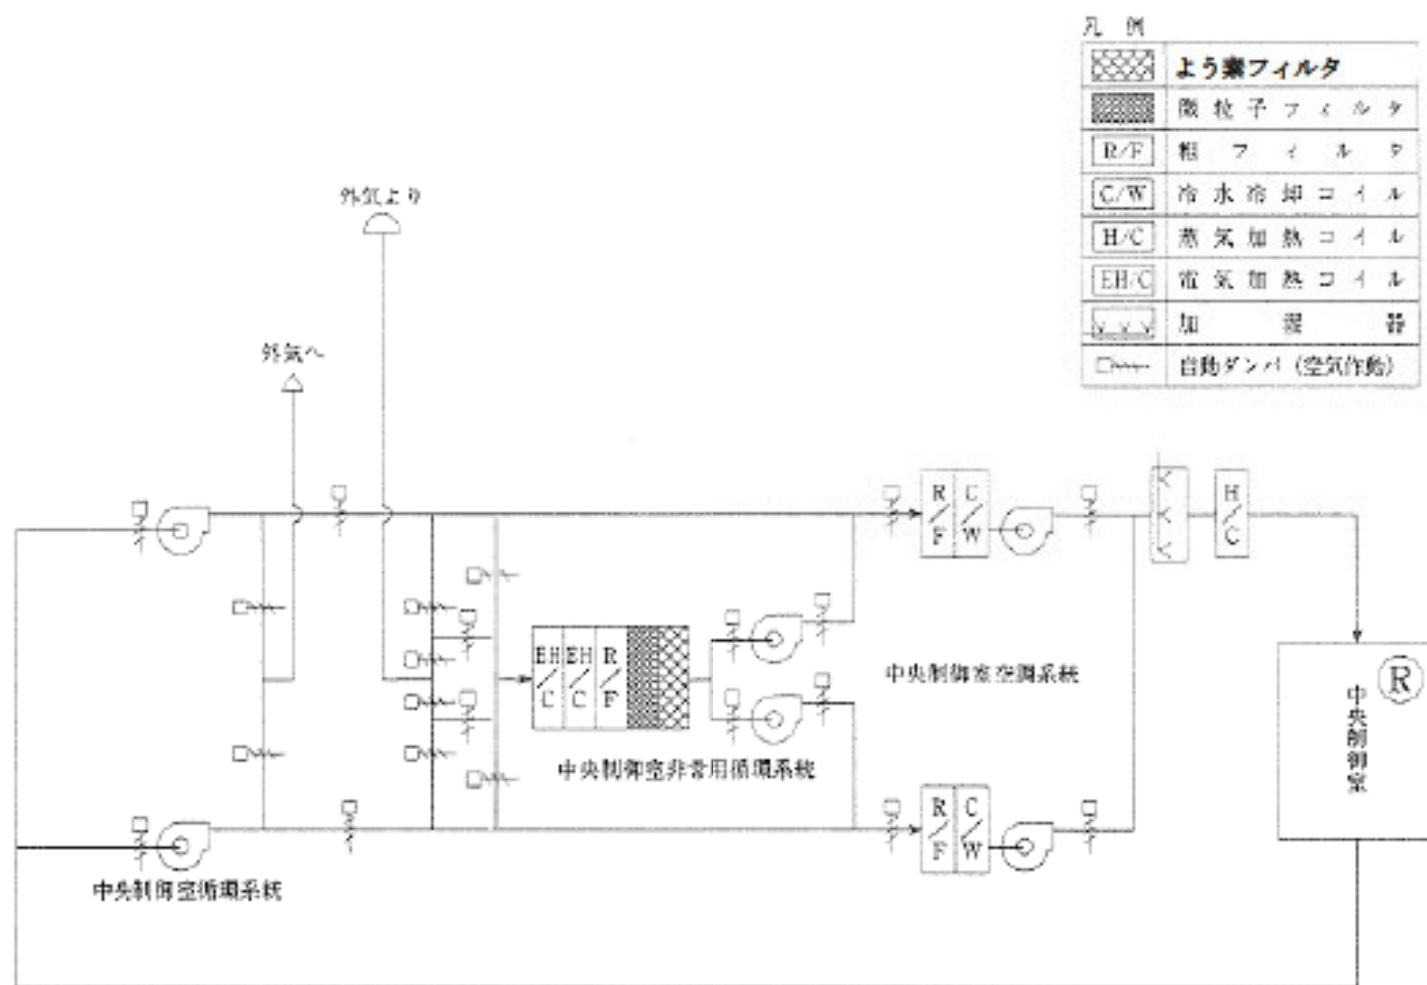 凡 例
よう素フィルタ
微粒子フィルタ
R/F 粗フィルタ
C/W 冷水冷却コイル
H/C 蒸気加熱コイル
EH/C 電気加熱コイル
加湿器
自動ダンパ（空気作動）
外気より
外気へ
R/F C/W
H/C
EH/C EH/C R/F
中央制御室空調系統
R
中央制御室
中央制御室非常用循環系統
R/F C/W
中央制御室循環系統